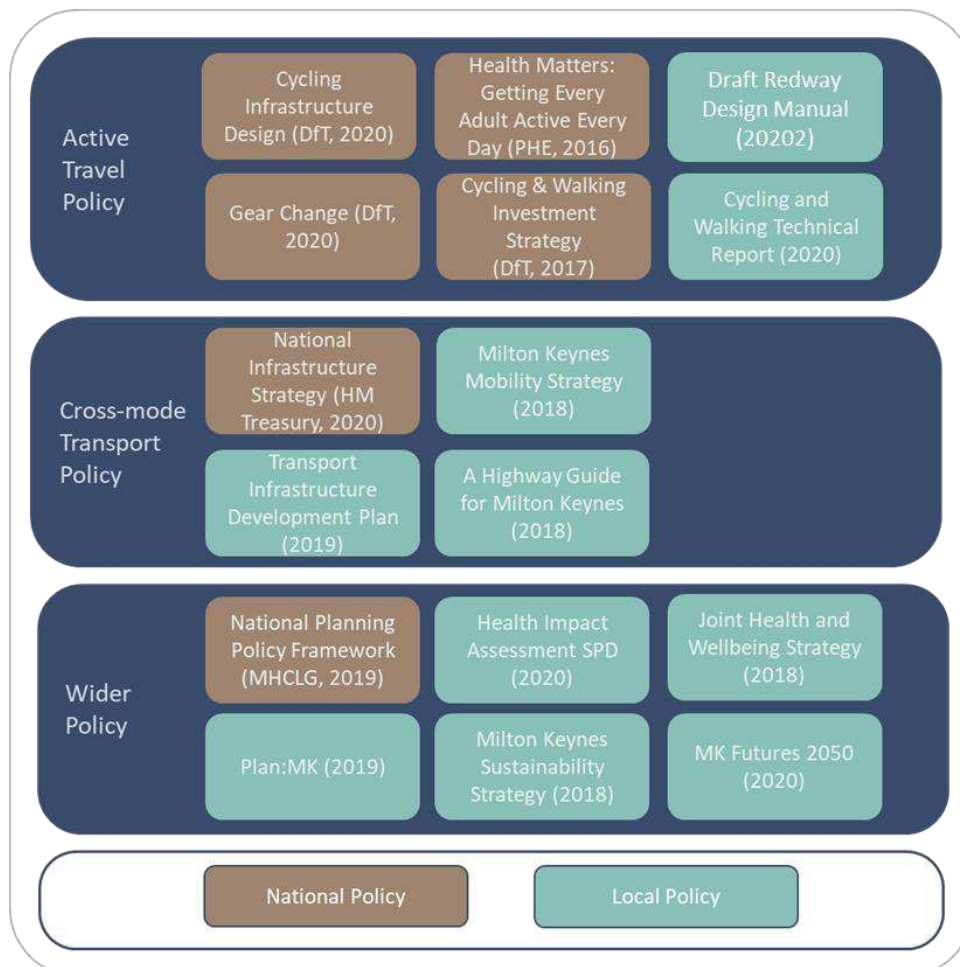 Active
Travel
Policy
Cycling
Infrastructure
Design (DfT, 2020)
Health Matters:
Getting Every
Adult Active Every
Day (PHE, 2016)
Draft Redway
Design Manual
(20202)
Gear Change (DfT,
2020)
Cycling & Walking
Investment
Strategy
(DfT, 2017)
Cycling and
Walking Technical
Report (2020)
Cross-mode
Transport
Policy
National
Infrastructure
Strategy (HM
Treasury, 2020)
Milton Keynes
Mobility Strategy
(2018)
Transport
Infrastructure
Development Plan
(2019)
A Highway Guide
for Milton Keynes
(2018)
Wider
Policy
National Planning
Policy Framework
(MHCLG, 2019)
Health Impact
Assessment SPD
(2020)
Joint Health and
Wellbeing Strategy
(2018)
Plan:MK (2019)
Milton Keynes
Sustainability
Strategy (2018)
MK Futures 2050
(2020)
National Policy
Local Policy